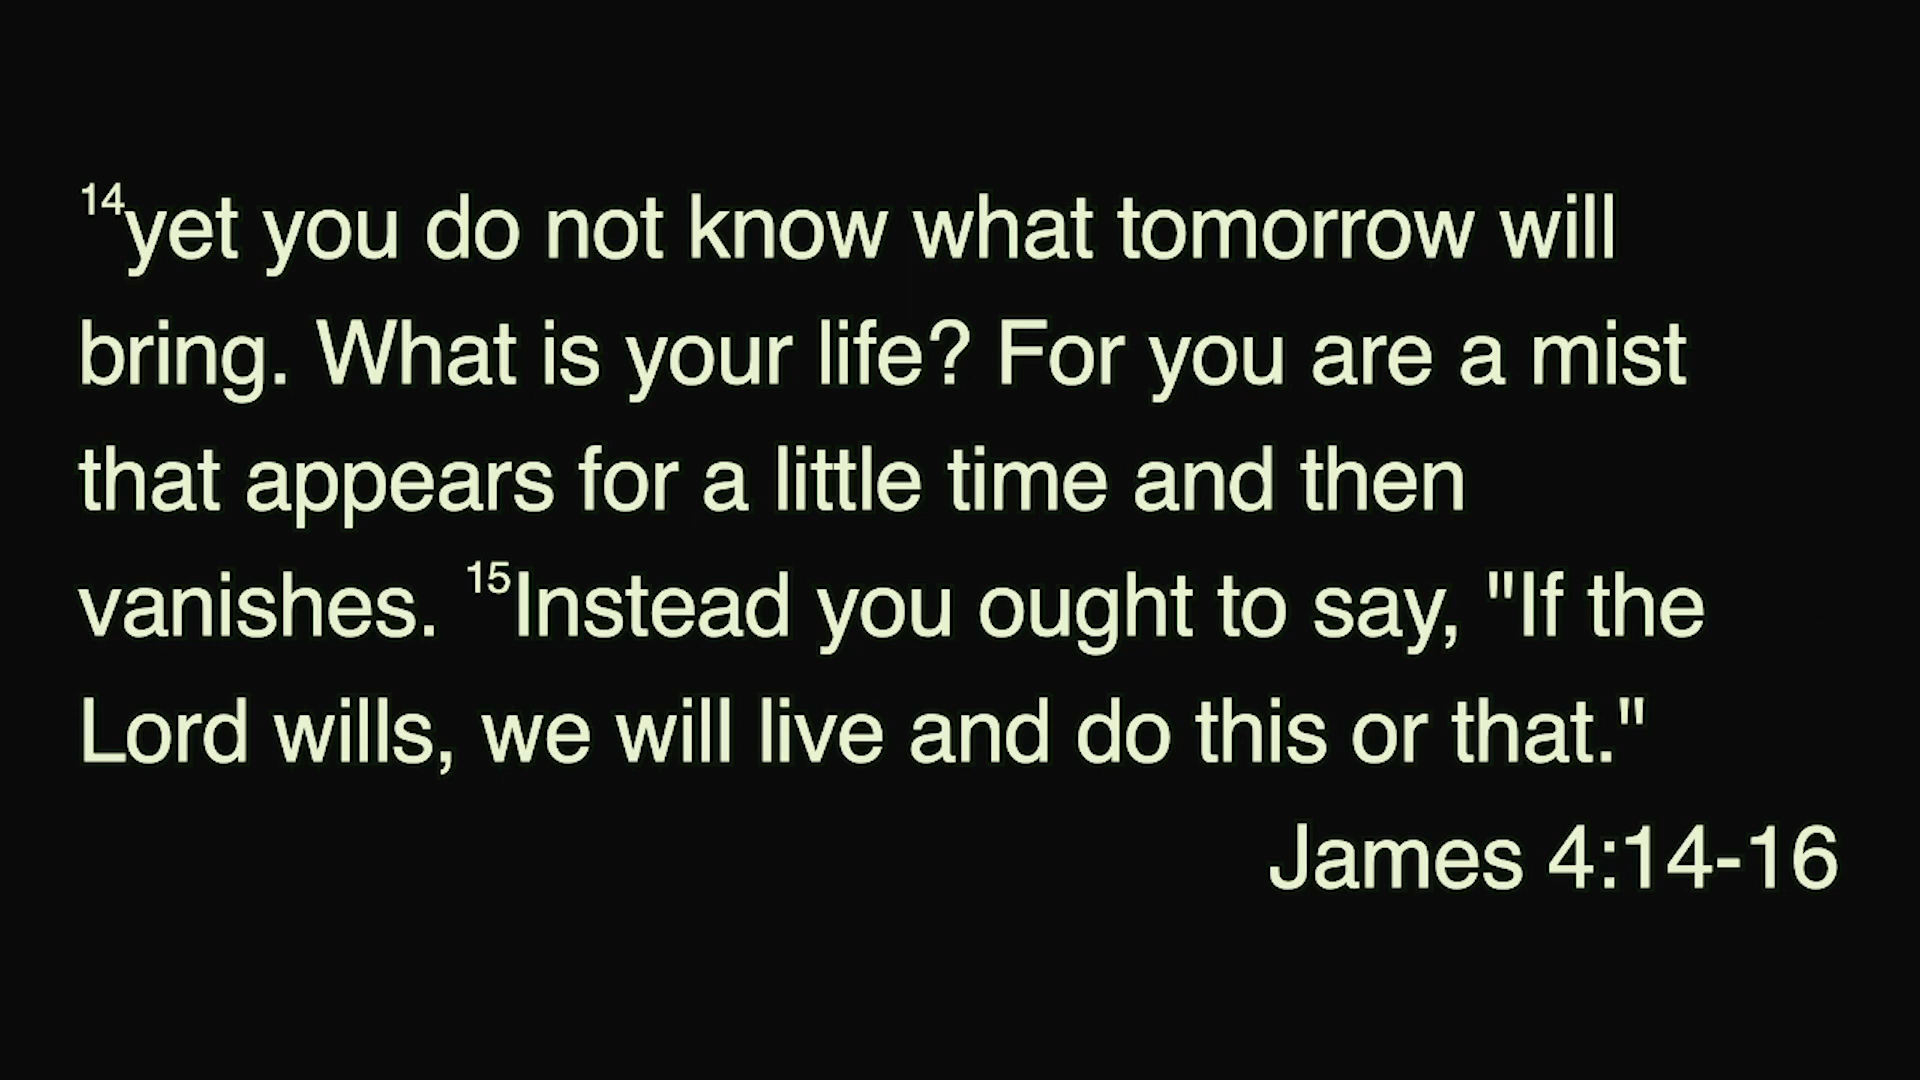 14yet you do not know what tomorrow will
bring. What is your life? For you are a mist
that appears for a little time and then
vanishes. 15Instead you ought to say, "If the
Lord wills, we will live and do this or that."
James 4:14-16